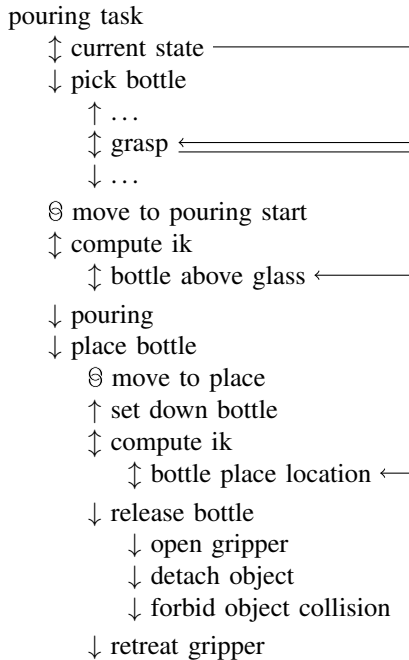 pouring task
↕ current state
↓ pick bottle
↑ ...
↕ grasp
↓ ...
move to pouring start
↕ compute ik
↕ bottle above glass
↓ pouring
↓ place bottle
move to place
↑ set down bottle
↕ compute ik
↕ bottle place location
↓ release bottle
↓ open gripper
↓ detach object
↓ forbid object collision
↓ retreat gripper